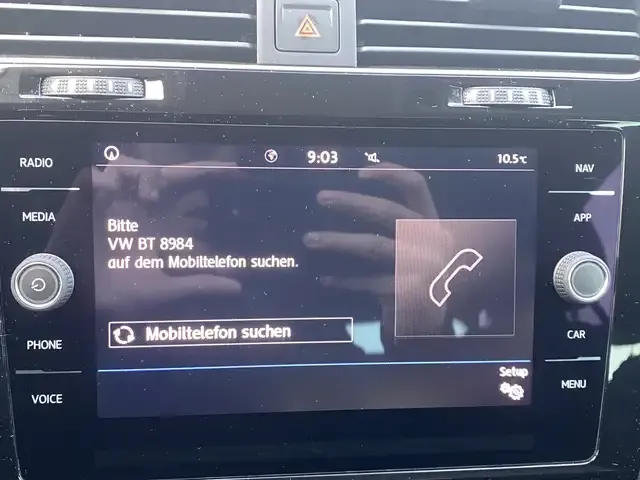 RADIO
MEDIA
PHONE
VOICE
9:03
10.5°C
Bitte
VW BT 8984
auf dem Mobiltelefon suchen.
Mobiltelefon suchen
Setup
NAV
APP
CAR
MENU